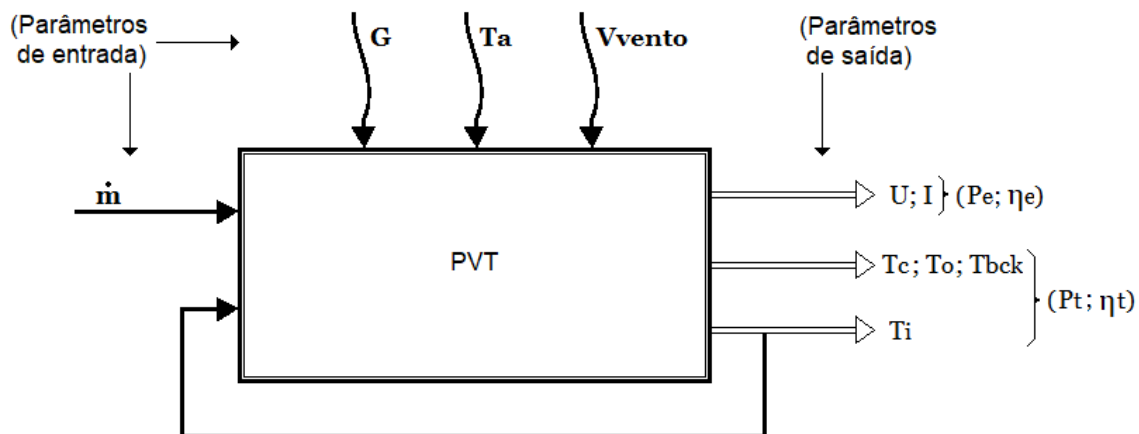 (Parâmetros
de entrada)
G
Ta
Vvento
(Parâmetros
de saída)
ṁ
PVT
U; I
(Pe; ηe)
Tc; To; Tbck
Ti
(Pt; ηt)